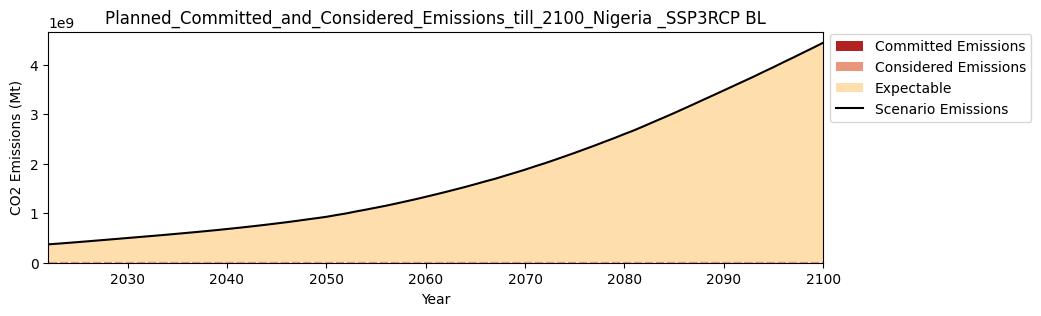 Planned_Committed_and_Considered_Emissions_till_2100_Nigeria _SSP3RCP BL
1e9
Committed Emissions
Considered Emissions
Expectable
Scenario Emissions
CO2 Emissions (Mt)
4
3
2
1
0
2030 2040 2050 2060 2070 2080 2090 2100
Year